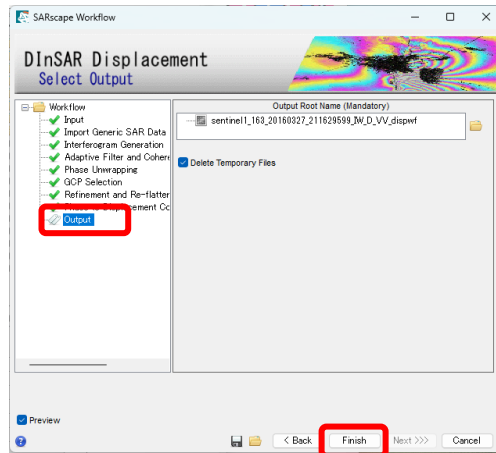 SARscape Workflow
DInSAR Displacement
Select Output
Workflow
Input
Import Generic SAR Data
Interferogram Generation
Adaptive Filter and Cohere
Phase Unwrapping
GCP Selection
Refinement and Re-flatter
Output
Output Root Name (Mandatory)
sentinel1_163_20160327_211629599_IW_D_VV_dispwf
Delete Temporary Files
Preview
< Back
Finish
Next >>>
Cancel